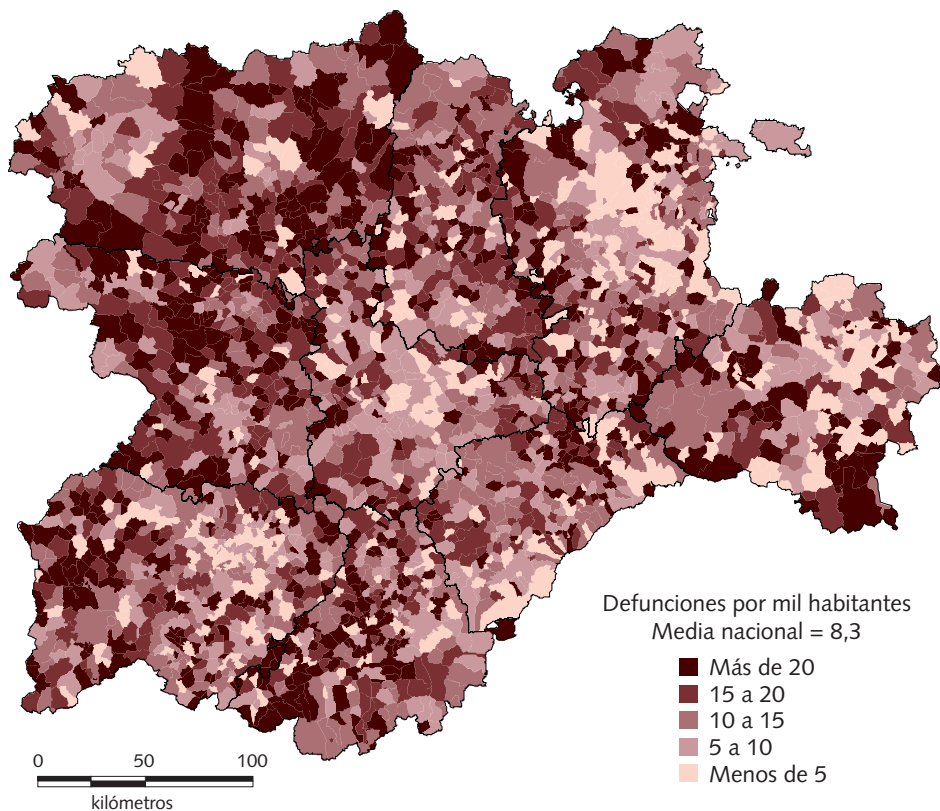 Defunciones por mil habitantes
Media nacional = 8,3
Más de 20
15 a 20
10 a 15
5 a 10
Menos de 5
0 50 100
kilómetros